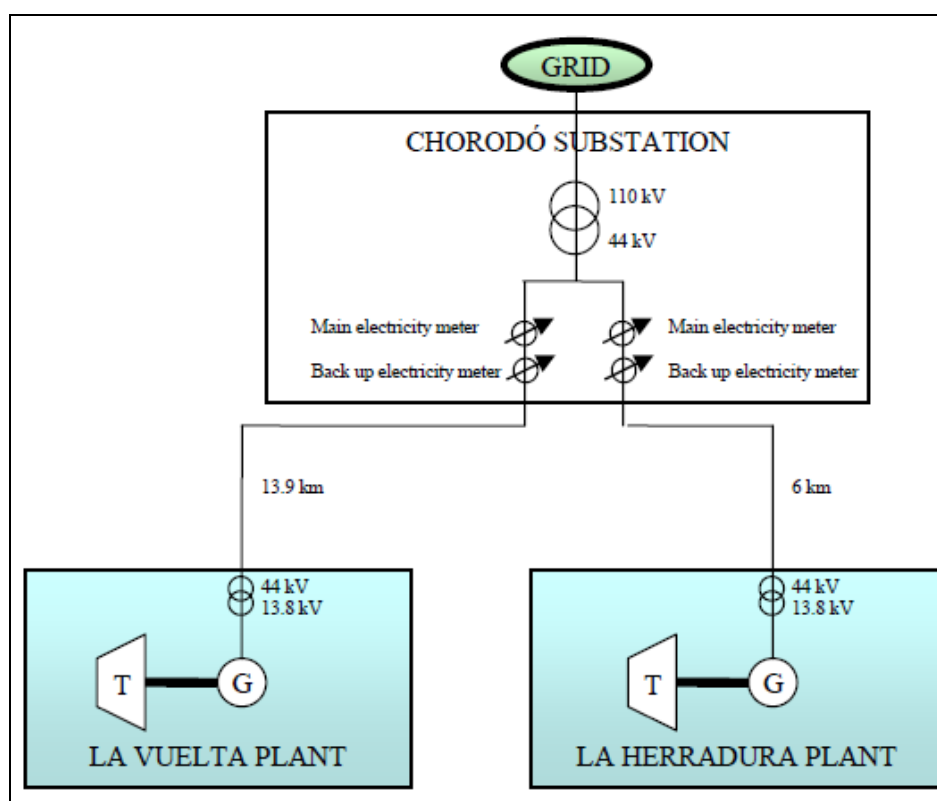 GRID
CHORODÓ SUBSTATION
110 kV
44 kV
Main electricity meter
Main electricity meter
Back up electricity meter
Back up electricity meter
13.9 km
6 km
44 kV
13.8 kV
44 kV
13.8 kV
T
G
T
G
LA VUELTA PLANT
LA HERRADURA PLANT